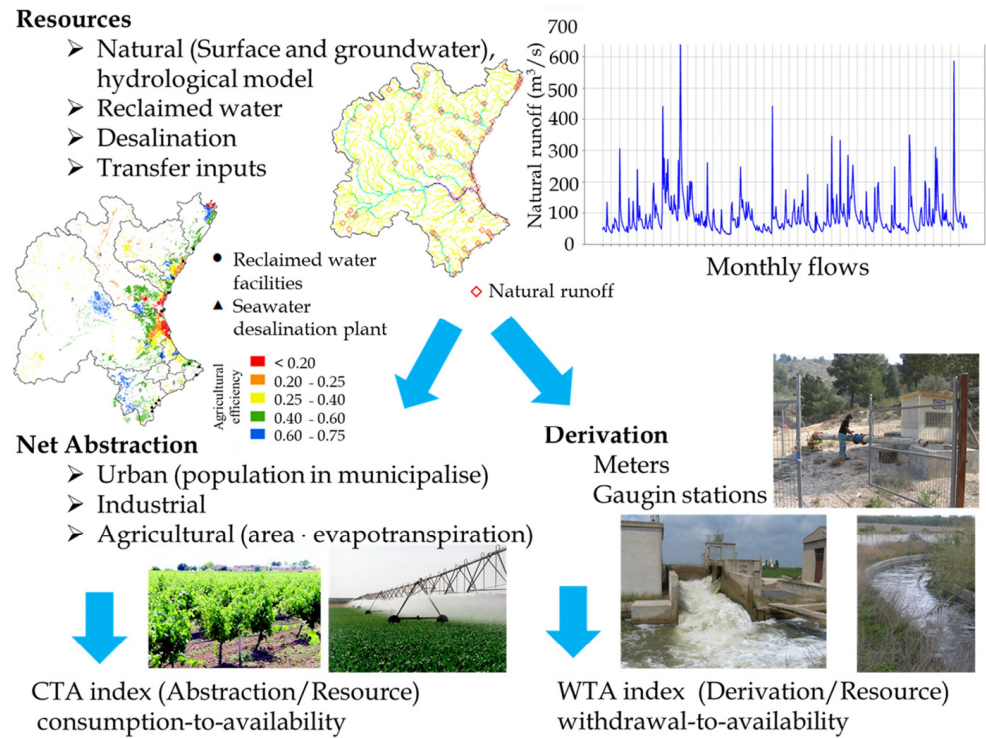 Resources
➢ Natural (Surface and groundwater),
hydrological model
➢ Reclaimed water
➢ Desalination
➢ Transfer inputs
700
600
500
400
300
200
100
0
Natural runoff (m³/s)
Monthly flows
Reclaimed water
facilities
Seawater
desalination plant
Natural runoff
Agricultural
efficiency
< 0.20
0.20 - 0.25
0.25 - 0.40
0.40 - 0.60
0.60 - 0.75
Net Abstraction
➢ Urban (population in municipalise)
➢ Industrial
➢ Agricultural (area · evapotranspiration)
Derivation
Meters
Gaugin stations
CTA index (Abstraction/Resource)
consumption-to-availability
WTA index (Derivation/Resource)
withdrawal-to-availability